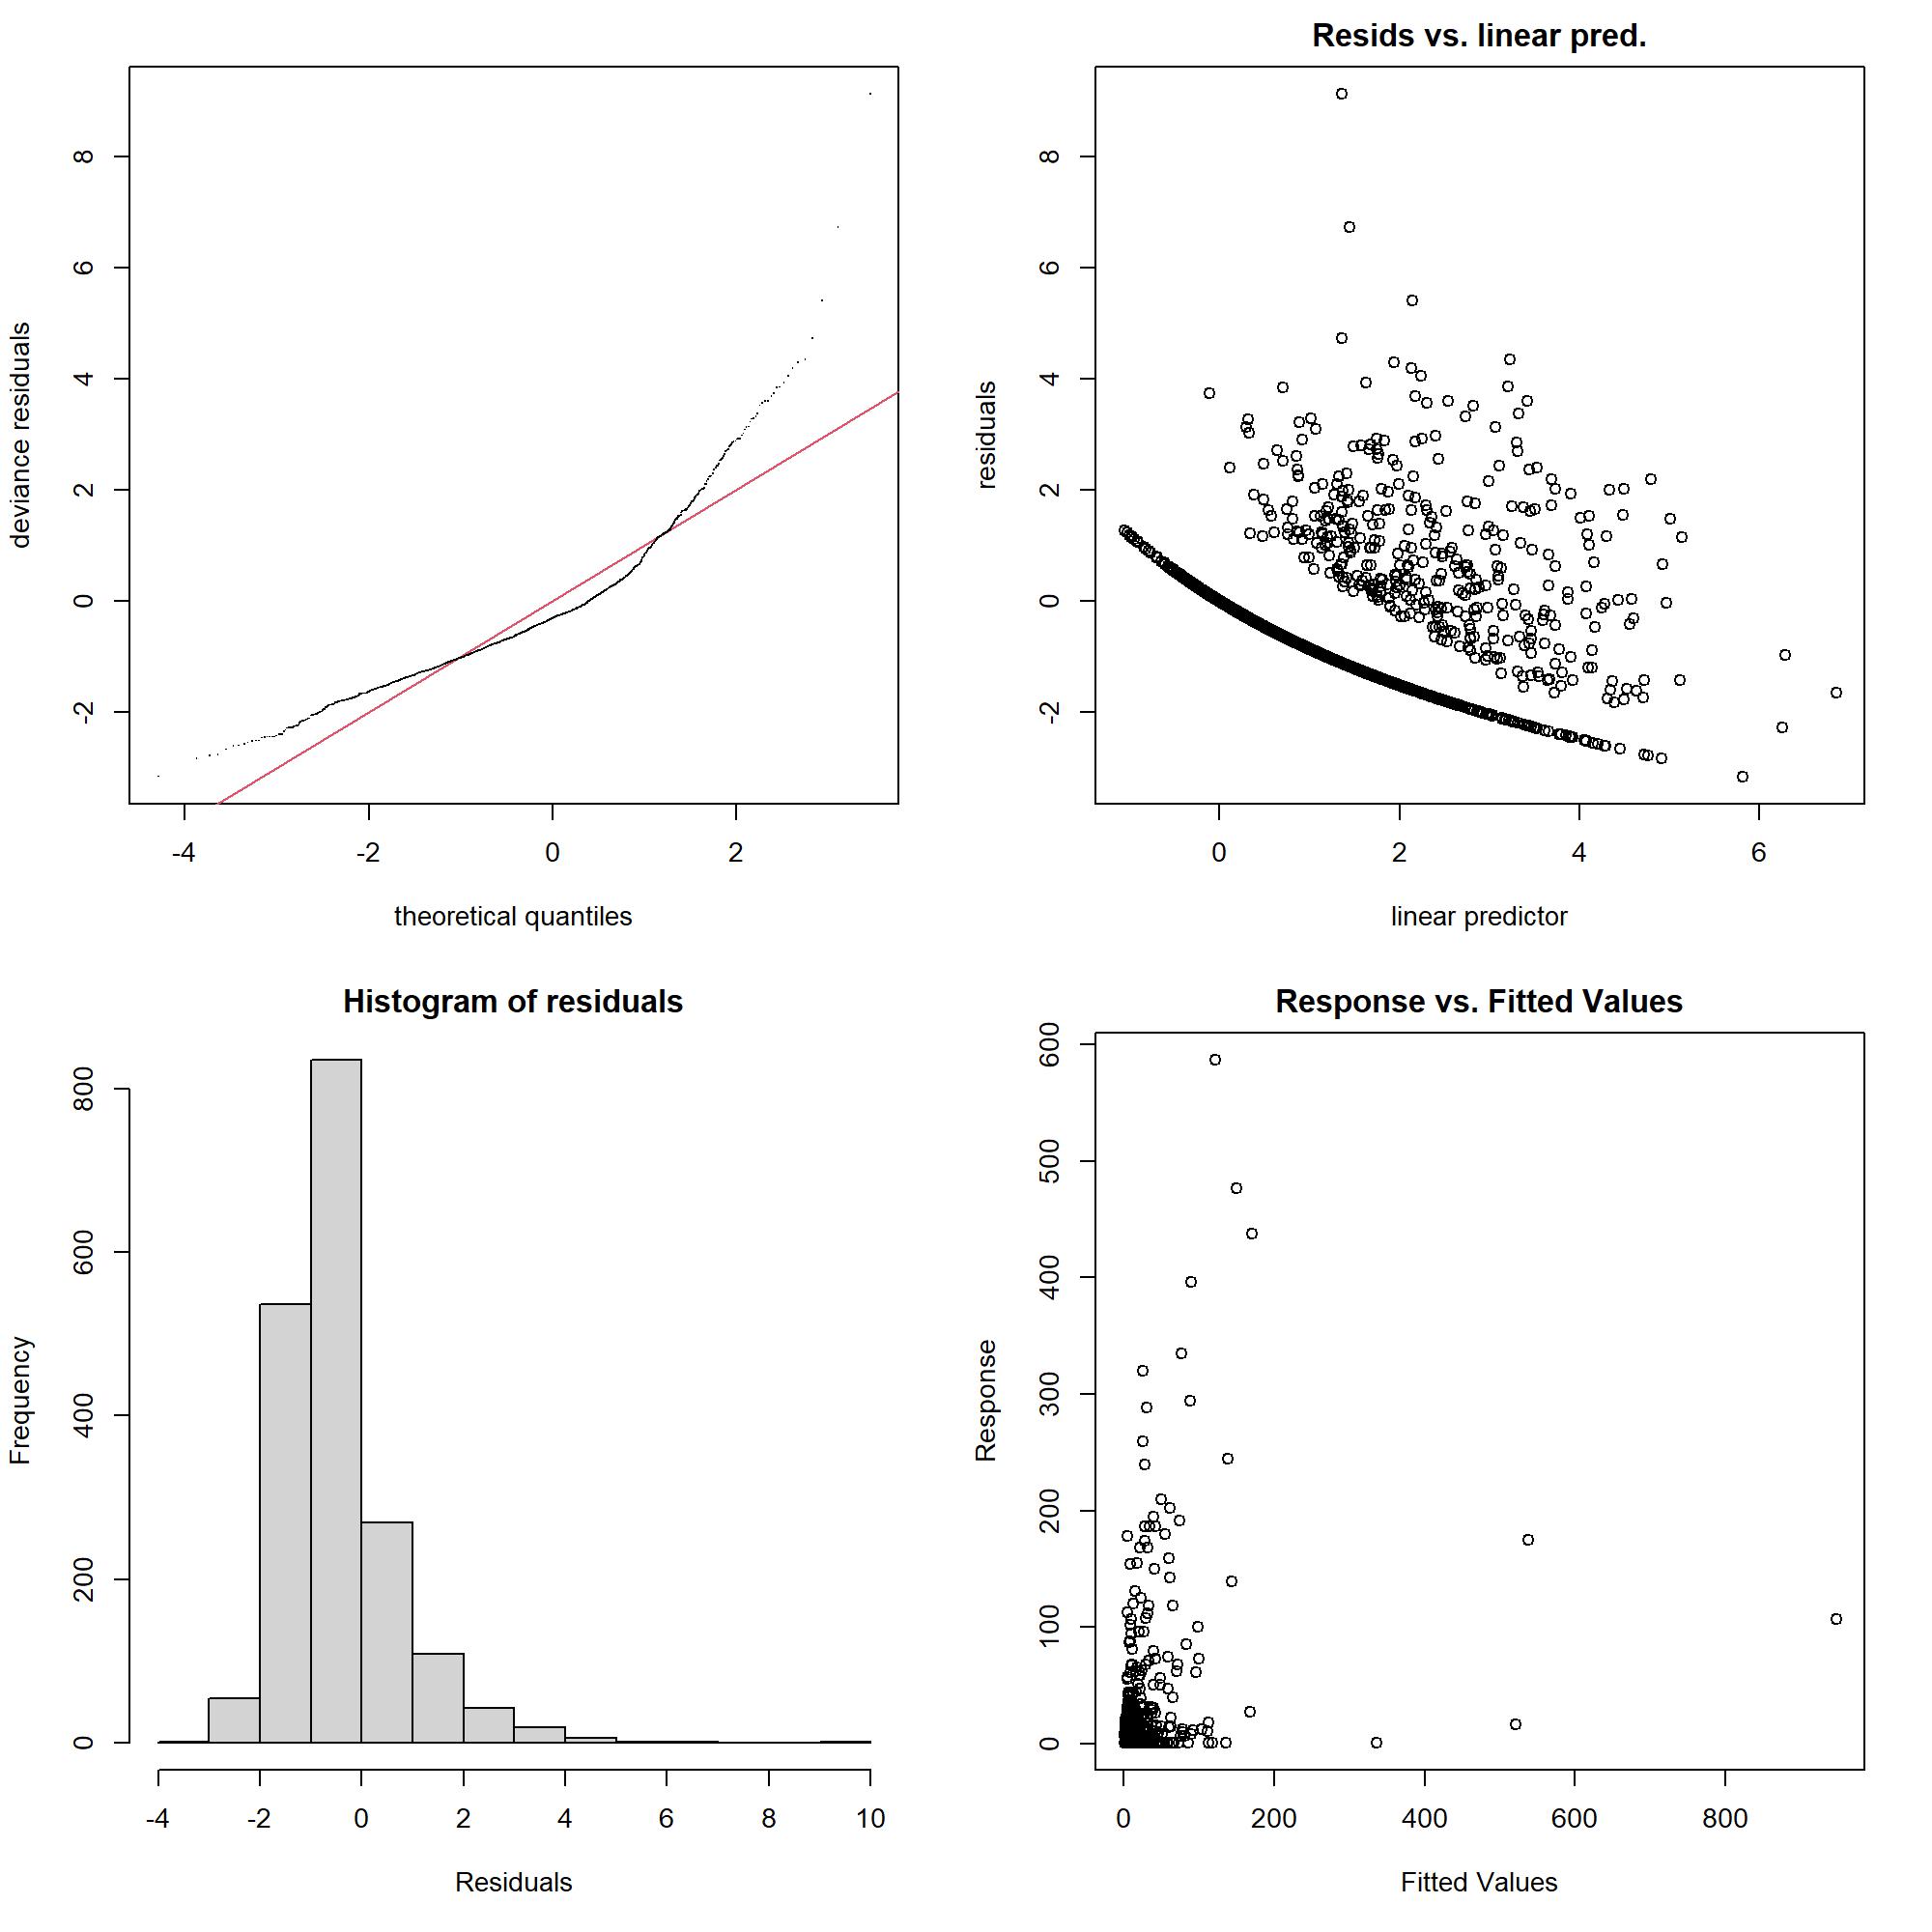 deviance residuals
8
6
4
2
0
-2
-4 -2 0 2
theoretical quantiles
Resids vs. linear pred.
residuals
8
6
4
2
0
-2
0 2 4 6
linear predictor
Histogram of residuals
Frequency
800
600
400
200
0
-4 -2 0 2 4 6 8 10
Residuals
Response vs. Fitted Values
Response
600
500
400
300
200
100
0
0 200 400 600 800
Fitted Values